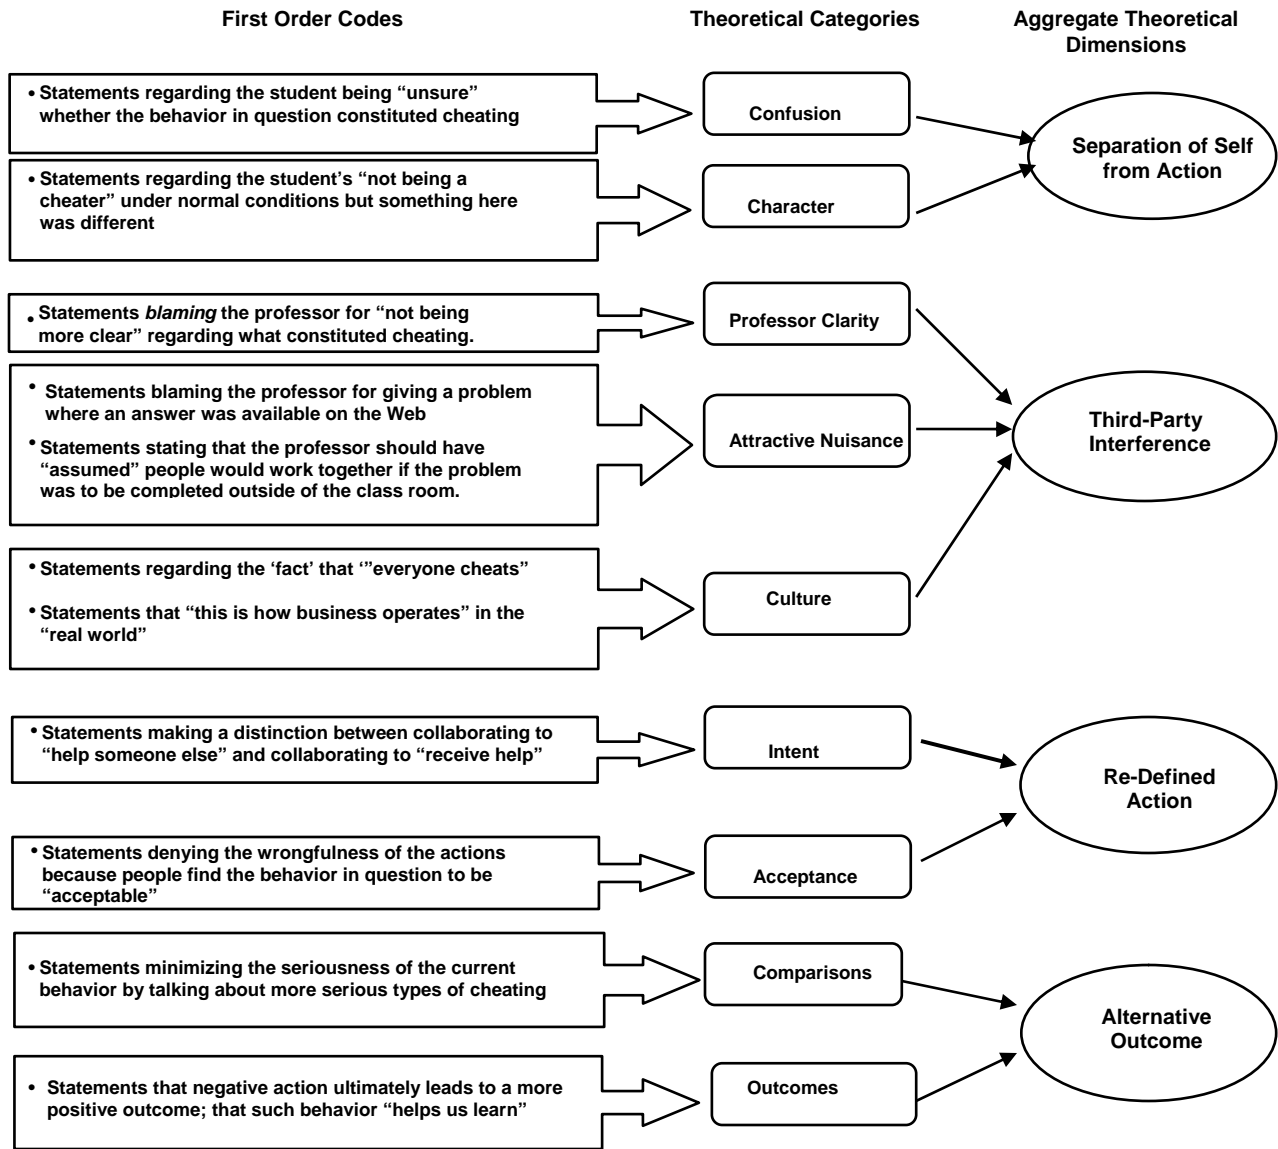 First Order Codes
Theoretical Categories
Aggregate Theoretical
Dimensions
• Statements regarding the student being “unsure”
whether the behavior in question constituted cheating
Confusion
• Statements regarding the student’s “not being a
cheater” under normal conditions but something here
was different
Character
Separation of Self
from Action
• Statements blaming the professor for “not being
more clear” regarding what constituted cheating.
Professor Clarity
• Statements blaming the professor for giving a problem
where an answer was available on the Web
• Statements stating that the professor should have
“assumed” people would work together if the problem
was to be completed outside of the class room.
Attractive Nuisance
Third-Party
Interference
• Statements regarding the ‘fact’ that ‘”everyone cheats”
• Statements that “this is how business operates” in the
“real world”
Culture
• Statements making a distinction between collaborating to
“help someone else” and collaborating to “receive help”
Intent
Re-Defined
Action
• Statements denying the wrongfulness of the actions
because people find the behavior in question to be
“acceptable”
Acceptance
• Statements minimizing the seriousness of the current
behavior by talking about more serious types of cheating
Comparisons
Alternative
Outcome
• Statements that negative action ultimately leads to a more
positive outcome; that such behavior “helps us learn”
Outcomes